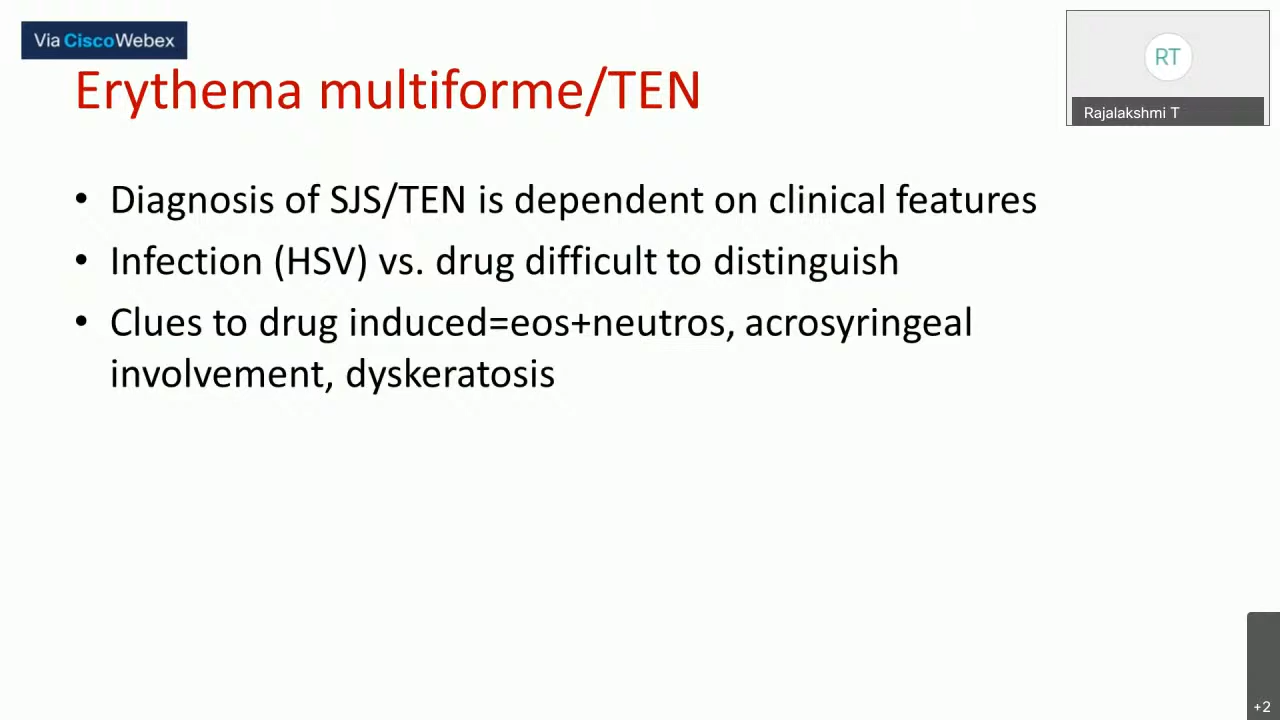 Via CiscoWebex
RT
Rajalakshmi T
Erythema multiforme/TEN
• Diagnosis of SJS/TEN is dependent on clinical features
• Infection (HSV) vs. drug difficult to distinguish
• Clues to drug induced=eos+neutros, acrosyringeal
involvement, dyskeratosis
+2